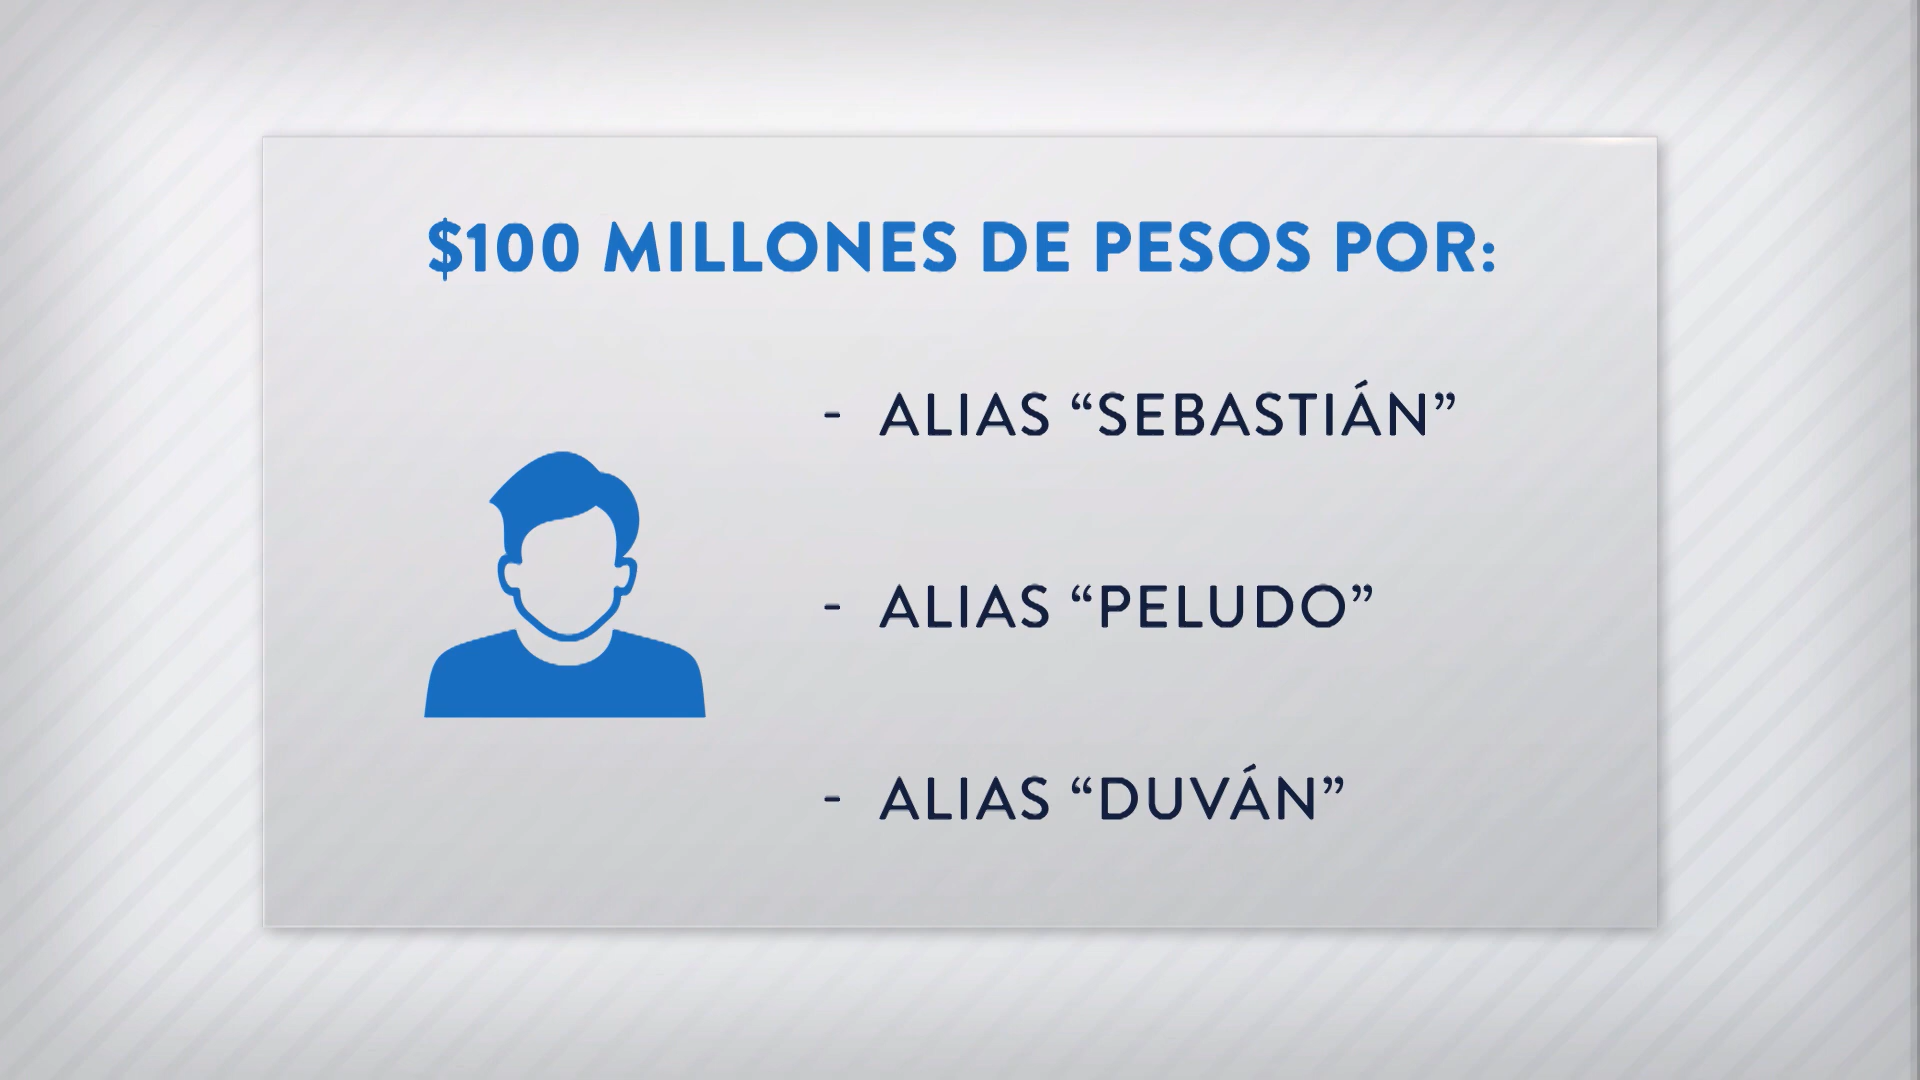 $100 MILLONES DE PESOS POR:
- ALIAS “SEBASTIÁN”
- ALIAS “PELUDO”
- ALIAS “DUVÁN”